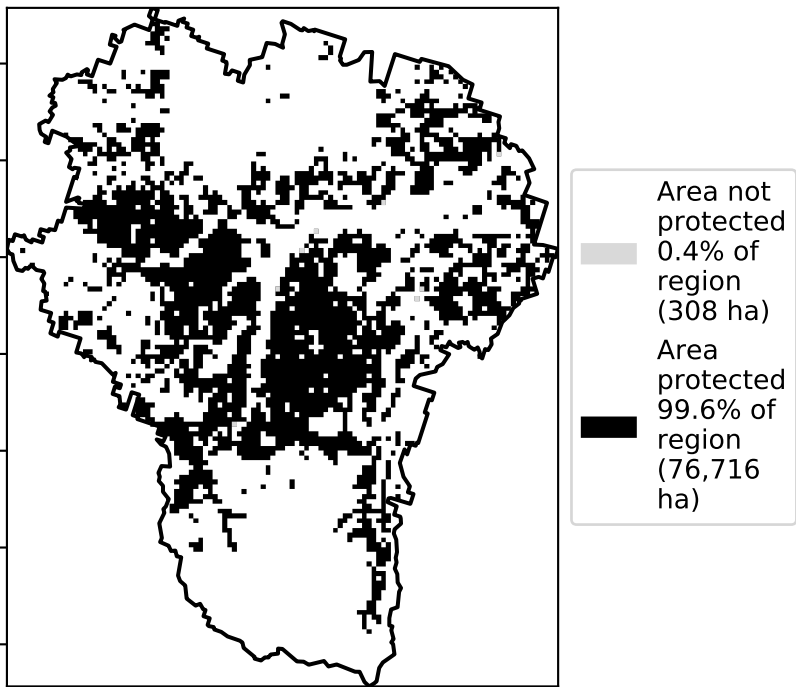 Area not
protected
0.4% of
region
(308 ha)
Area
protected
99.6% of
region
(76,716
ha)